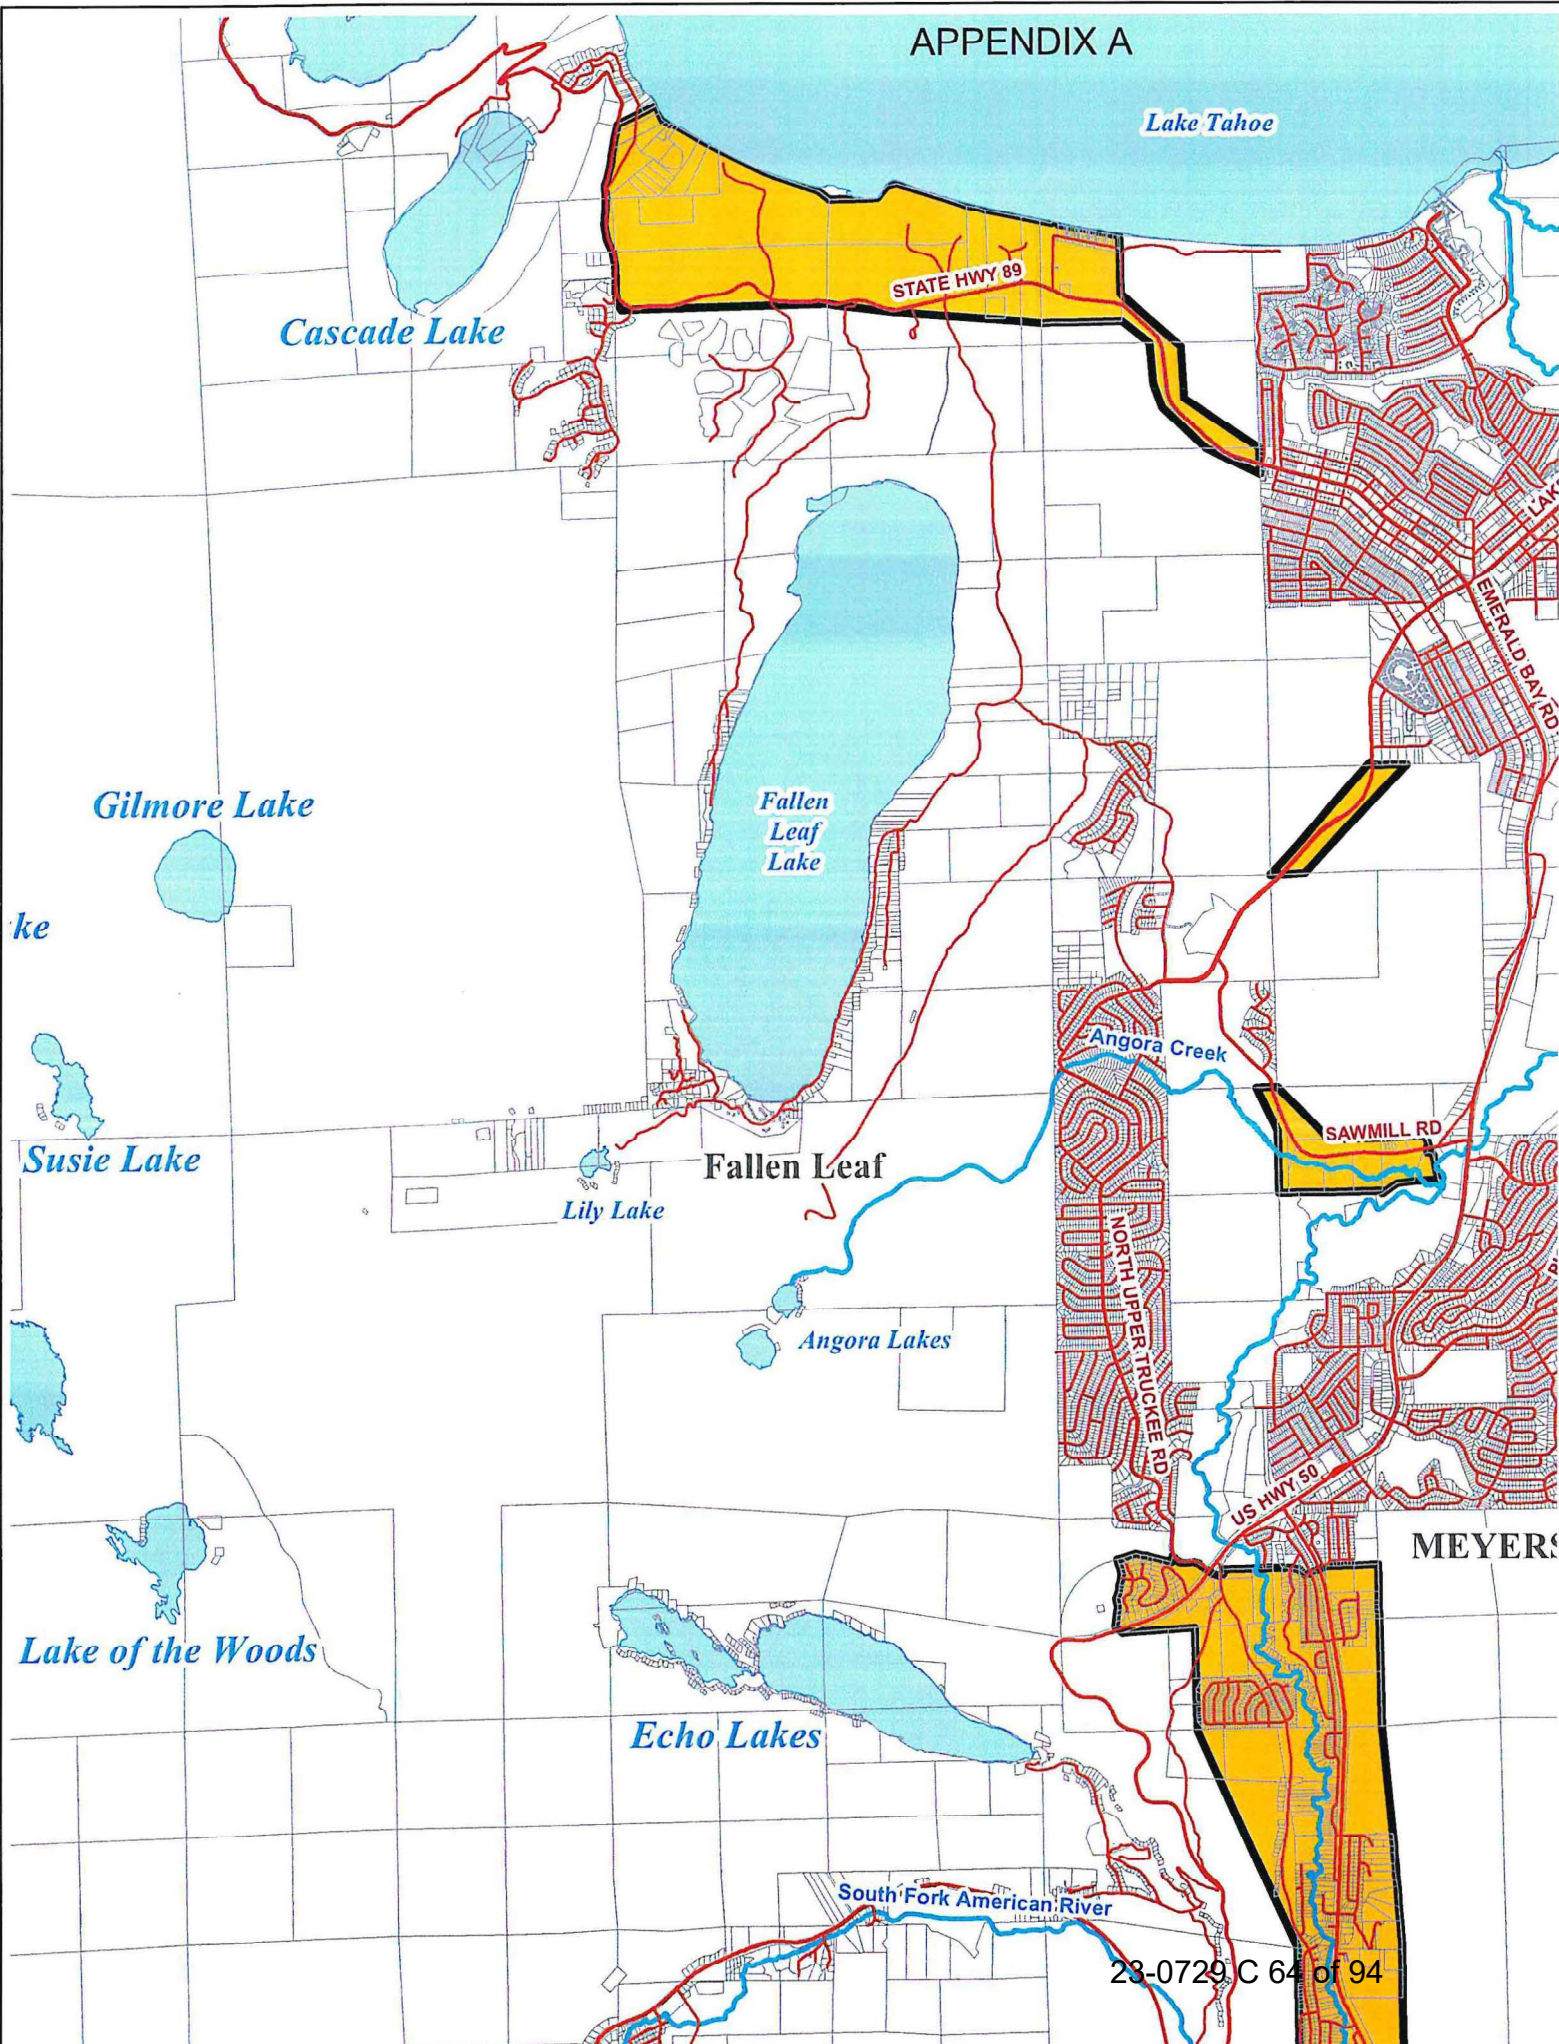 APPENDIX A
Lake Tahoe
STATE HWY 89
Cascade Lake
EMERALD BAY RD
Gilmore Lake
Fallen
Leaf
Lake
ke
Angora Creek
SAWMILL RD
Susie Lake
Fallen Leaf
Lily Lake
NORTH UPPER TRUCKEE RD
Angora Lakes
US HWY 50
MEYERS
Lake of the Woods
Echo Lakes
South Fork American River
23-0729 C 64 of 94